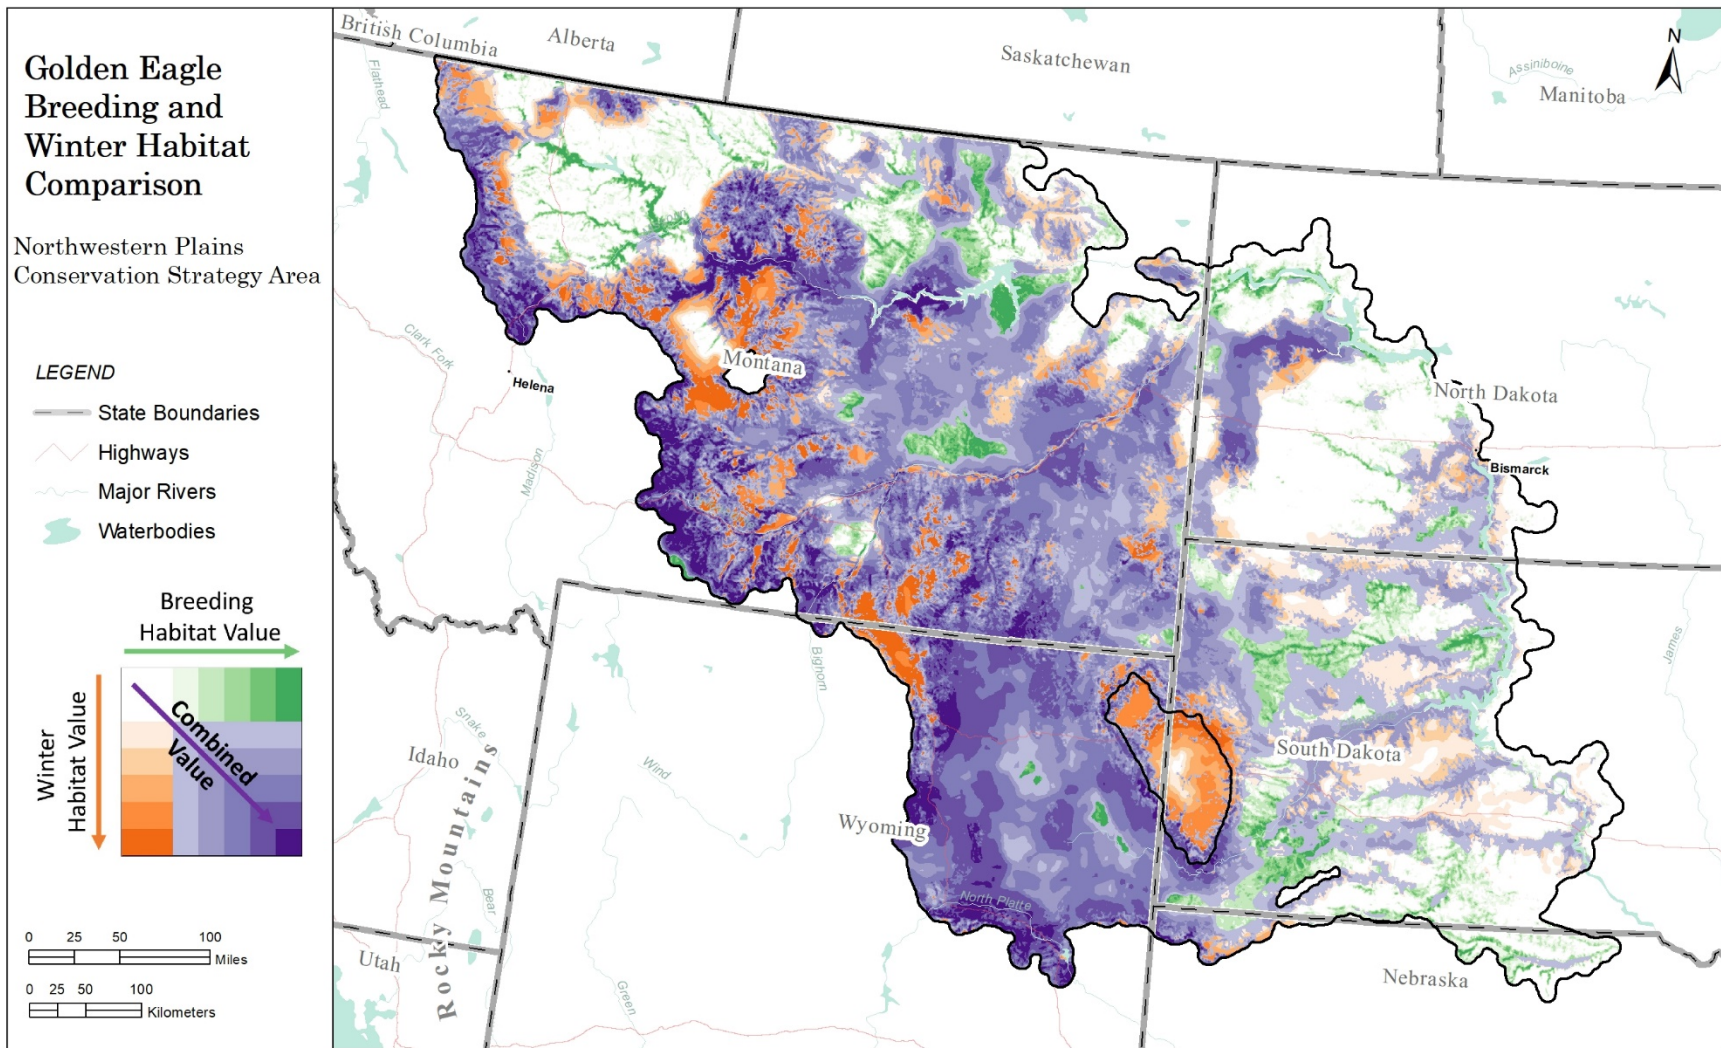 Golden Eagle
Breeding and
Winter Habitat
Comparison
Northwestern Plains
Conservation Strategy Area
LEGEND
State Boundaries
Highways
Major Rivers
Waterbodies
Breeding
Habitat Value
Winter
Habitat Value
Combined
Value
0 25 50 100
Miles
0 25 50 100
Kilometers
British Columbia
Alberta
Saskatchewan
Manitoba
N
Assiniboine
Flathead
Clark Fork
Helena
Madison
Montana
North Dakota
Bismarck
James
Bighorn
Snake
Idaho
Wind
Rocky Mountains
Wyoming
South Dakota
North Platte
Bear
Utah
Green
Nebraska